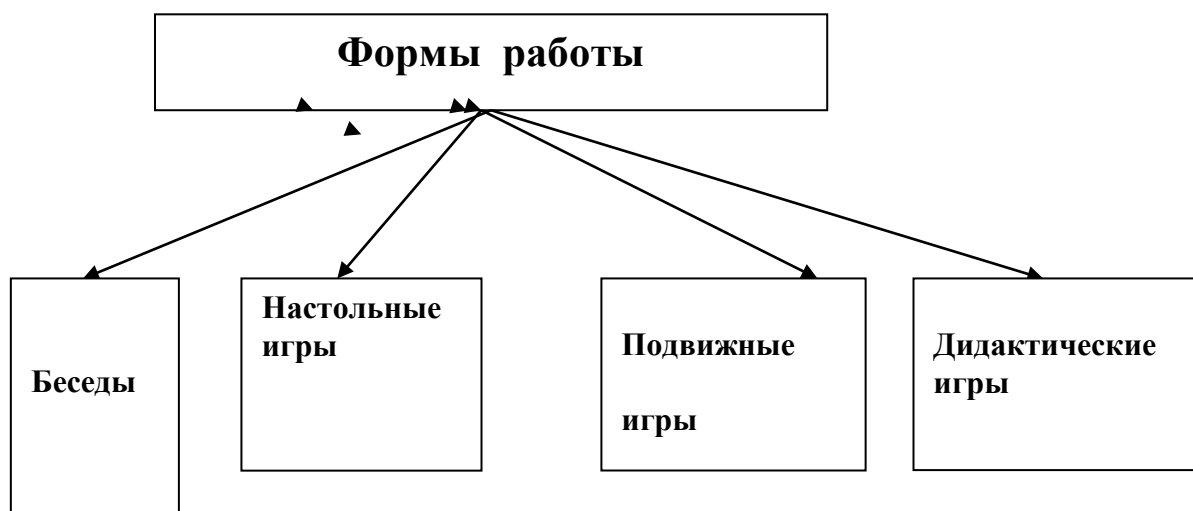 Формы работы
Беседы
Настольные
игры
Подвижные
игры
Дидактические
игры